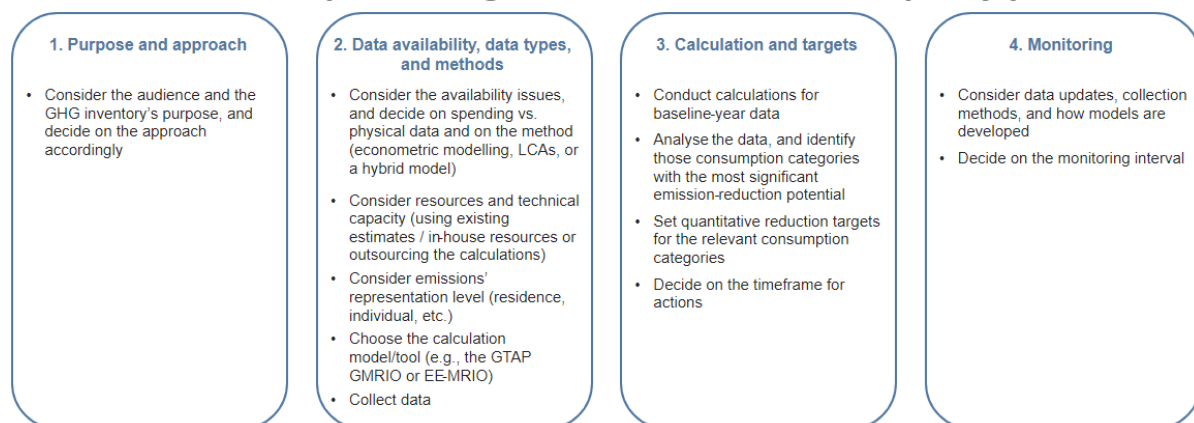 1. Purpose and approach
• Consider the audience and the
GHG inventory's purpose, and
decide on the approach
accordingly
2. Data availability, data types,
and methods
• Consider the availability issues,
and decide on spending vs.
physical data and on the method
(econometric modelling, LCAs, or
a hybrid model)
• Consider resources and technical
capacity (using existing
estimates / in-house resources or
outsourcing the calculations)
• Consider emissions'
representation level (residence,
individual, etc.)
• Choose the calculation
model/tool (e.g., the GTAP
GMRIO or EE-MRIO)
• Collect data
3. Calculation and targets
• Conduct calculations for
baseline-year data
• Analyse the data, and identify
those consumption categories
with the most significant
emission-reduction potential
• Set quantitative reduction targets
for the relevant consumption
categories
• Decide on the timeframe for
actions
4. Monitoring
• Consider data updates, collection
methods, and how models are
developed
• Decide on the monitoring interval